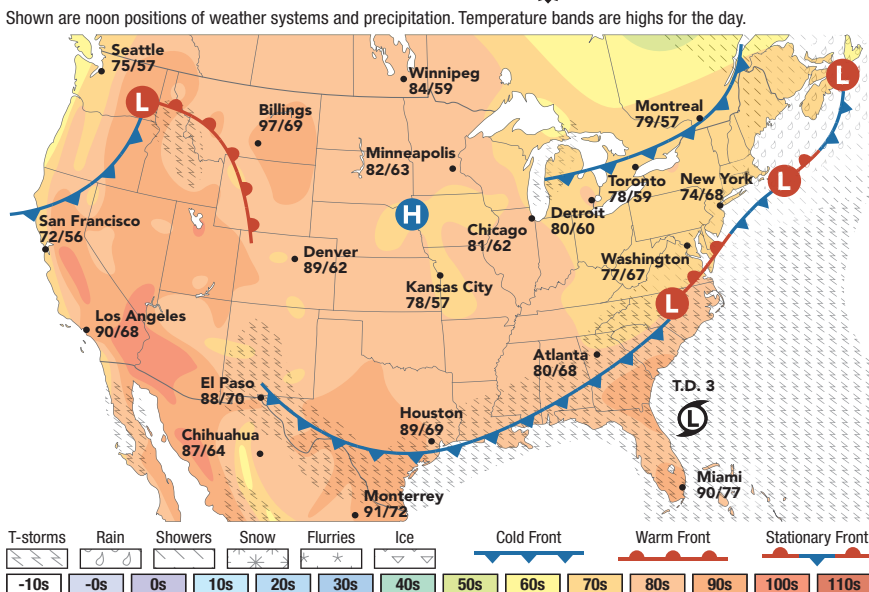 Shown are noon positions of weather systems and precipitation. Temperature bands are highs for the day.
Seattle
75/57
L
Winnipeg
84/59
L
Billings
97/69
Montreal
79/57
Minneapolis
82/63
Toronto
78/59
New York
74/68
L
San Francisco
72/56
H
Chicago
81/62
Detroit
80/60
Denver
89/62
Washington
77/67
Kansas City
78/57
Los Angeles
90/68
L
Atlanta
80/68
El Paso
88/70
T.D. 3
L
Houston
89/69
Chihuahua
87/64
Miami
90/77
Monterrey
91/72
T-storms Rain Showers Snow Flurries Ice Cold Front Warm Front Stationary Front
-10s -0s 0s 10s 20s 30s 40s 50s 60s 70s 80s 90s 100s 110s